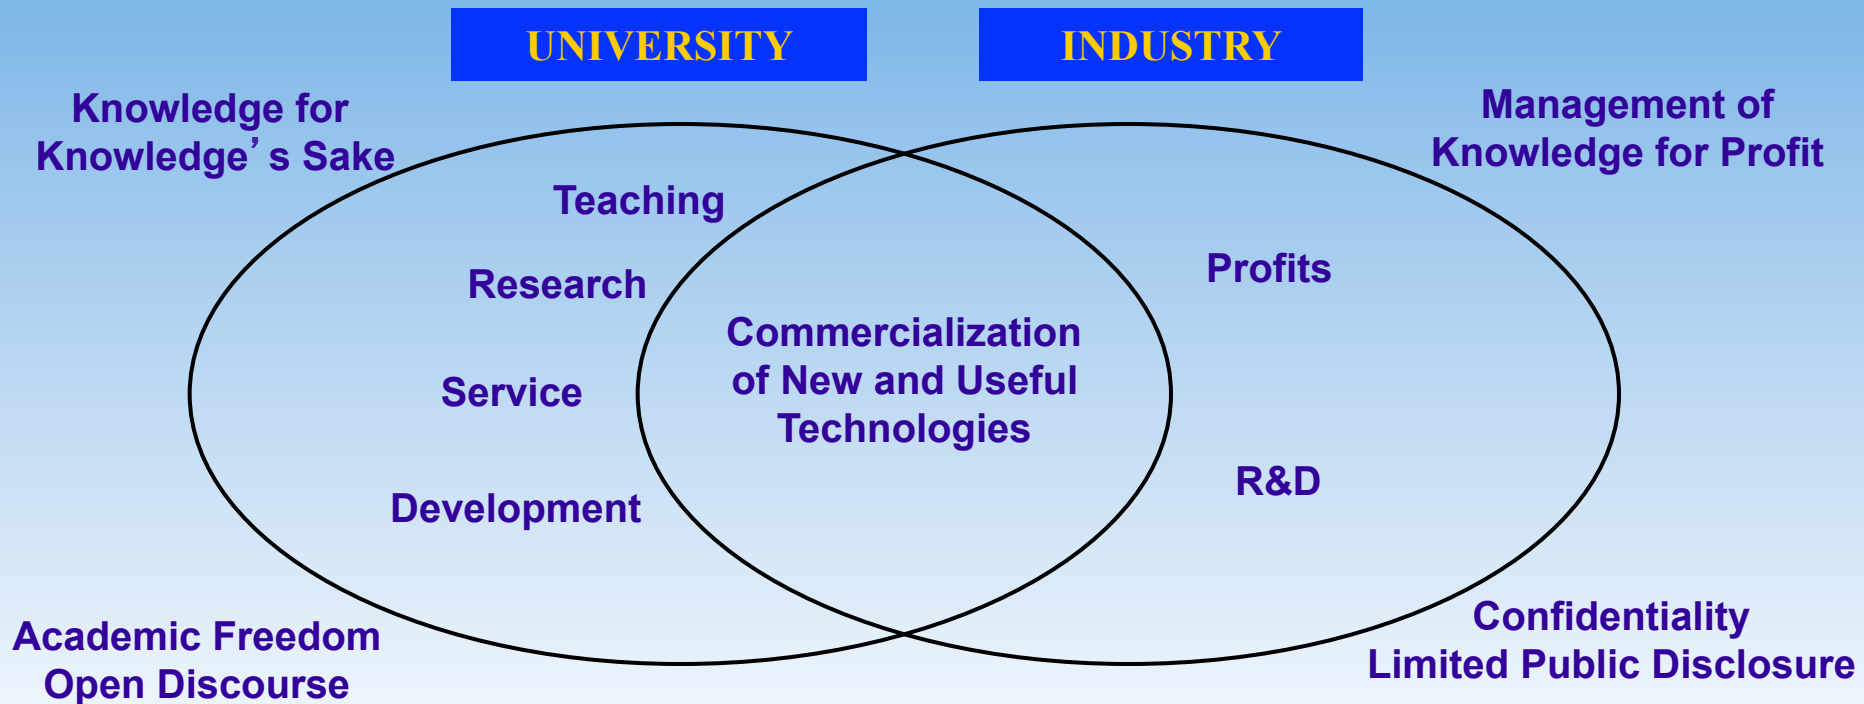 UNIVERSITY
INDUSTRY
Knowledge for
Knowledge’s Sake
Management of
Knowledge for Profit
Teaching
Research
Service
Development
Commercialization
of New and Useful
Technologies
Profits
R&D
Academic Freedom
Open Discourse
Confidentiality
Limited Public Disclosure